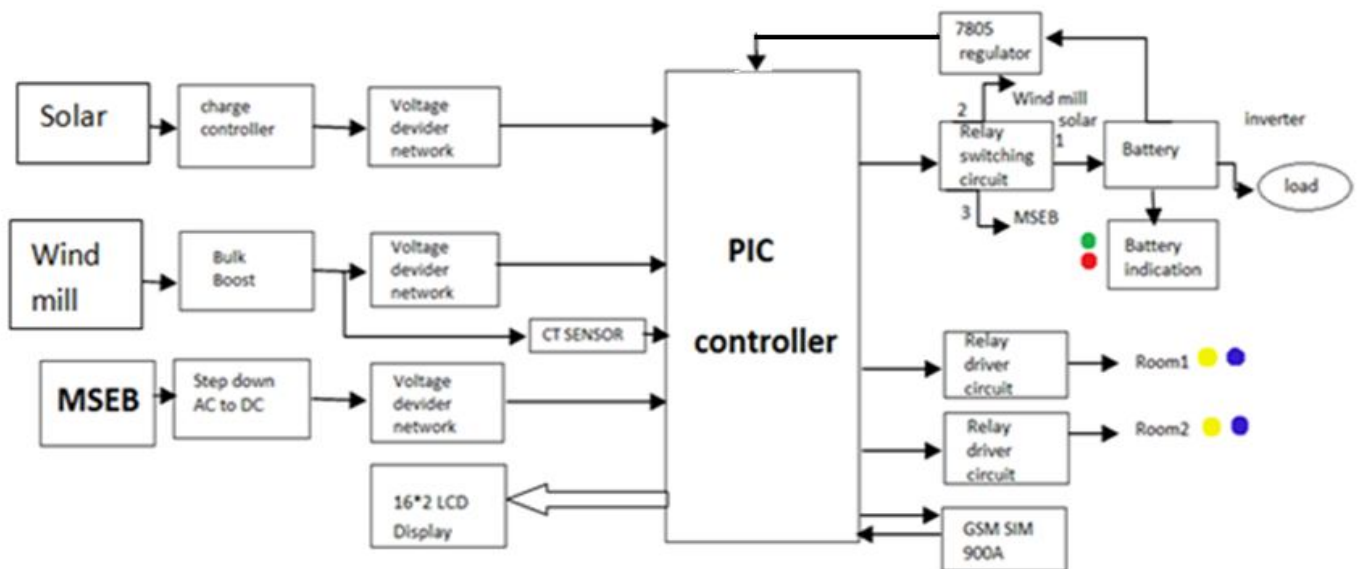 7805
regulator
Solar
charge
controller
Voltage
devider
network
2
Wind mill
solar
1
Relay
switching
circuit
3
MSEB
Battery
inverter
load
Battery
indication
Wind
mill
Bulk
Boost
Voltage
devider
network
CT SENSOR
PIC
controller
MSEB
Step down
AC to DC
Voltage
devider
network
Relay
driver
circuit
Room1
Relay
driver
circuit
Room2
16*2 LCD
Display
GSM SIM
900A